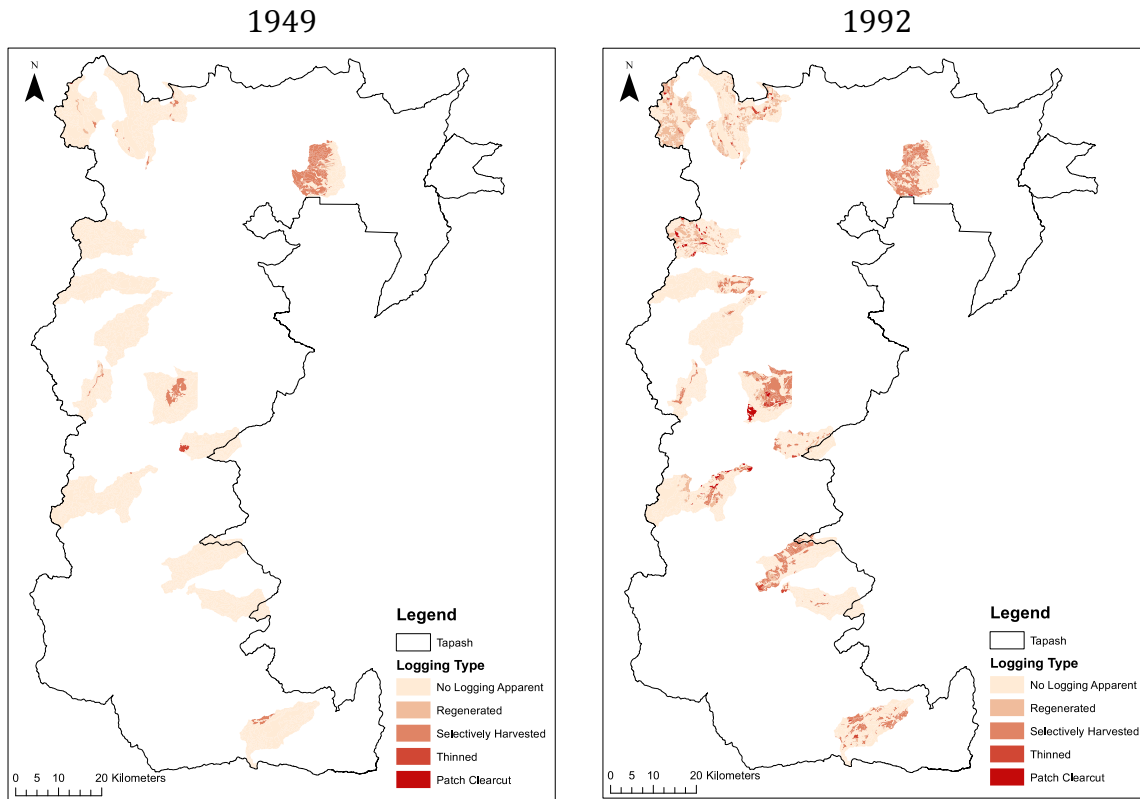 1949
N
Legend
Tapash
Logging Type
No Logging Apparent
Regenerated
Selectively Harvested
Thinned
Patch Clearcut
0 5 10 20 Kilometers
1992
N
Legend
Tapash
Logging Type
No Logging Apparent
Regenerated
Selectively Harvested
Thinned
Patch Clearcut
0 5 10 20 Kilometers